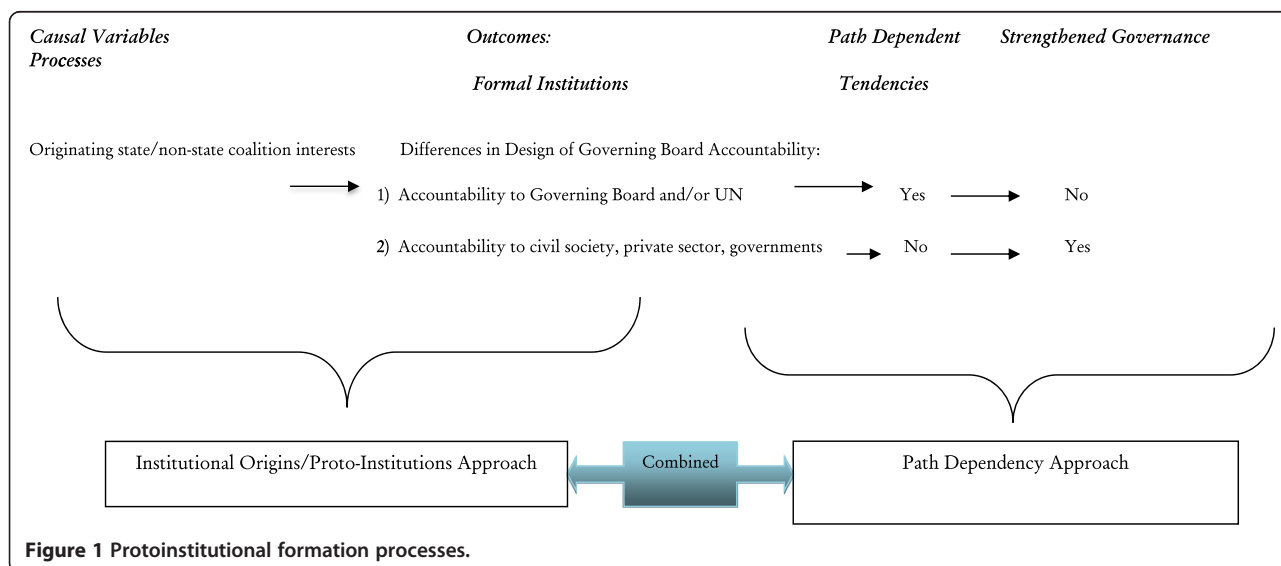 Causal Variables Outcomes: Path Dependent Strengthened Governance
Processes
Formal Institutions Tendencies
Originating state/non-state coalition interests Differences in Design of Governing Board Accountability:
1) Accountability to Governing Board and/or UN Yes No
2) Accountability to civil society, private sector, governments No Yes
Institutional Origins/Proto-Institutions Approach Combined Path Dependency Approach
Figure 1 Protoinstitutional formation processes.